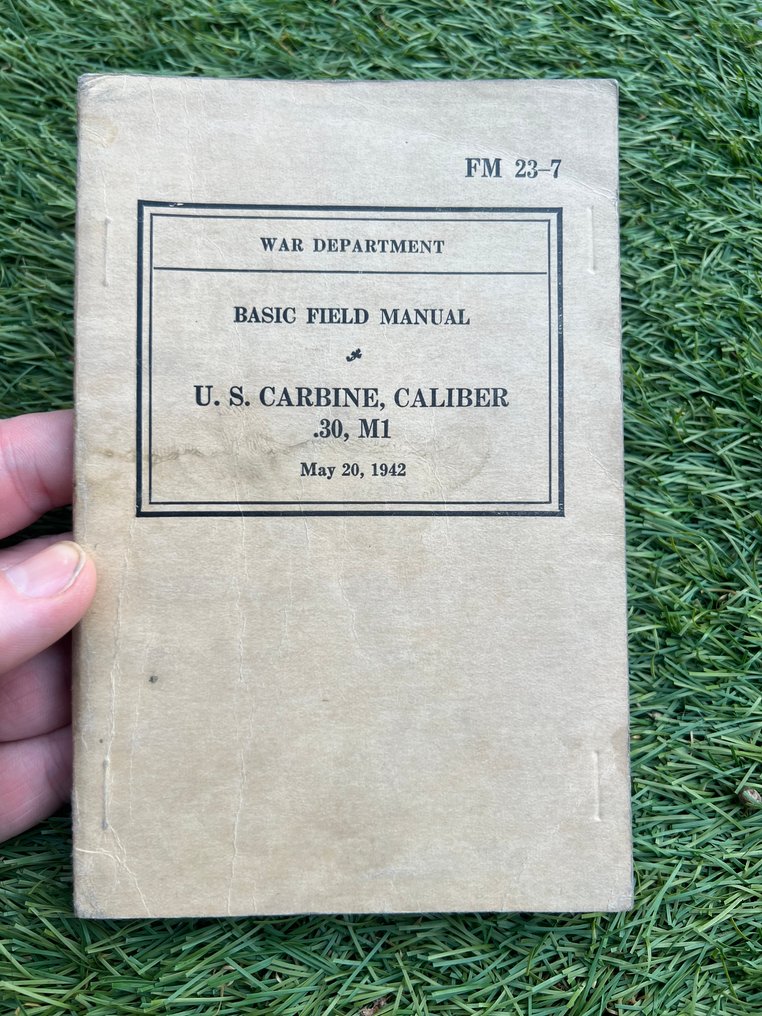 FM 23–7
WAR DEPARTMENT
BASIC FIELD MANUAL
U. S. CARBINE, CALIBER
.30, M1
May 20, 1942